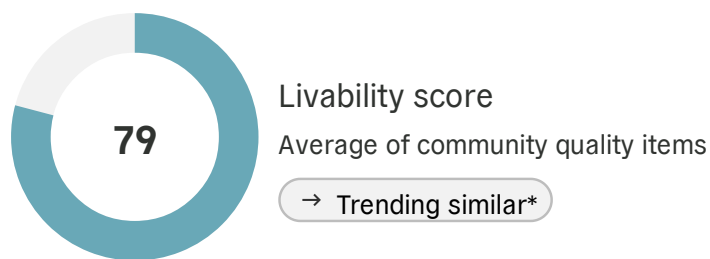 79
Livability score
Average of community quality items
→ Trending similar*